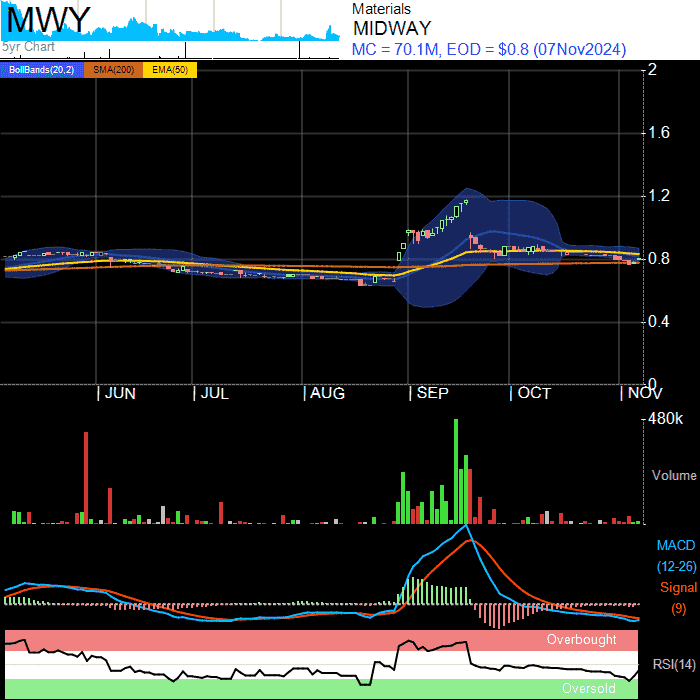 MWY
5yr Chart
Materials
MIDWAY
MC = 70.1M, EOD = $0.8 (07Nov2024)
BollBands(20,2) SMA(200) EMA(50)
2
1.6
1.2
0.8
0.4
0
JUN JUL AUG SEP OCT NOV
480k
Volume
MACD
(12-26)
Signal
(9)
Overbought
RSI(14)
Oversold